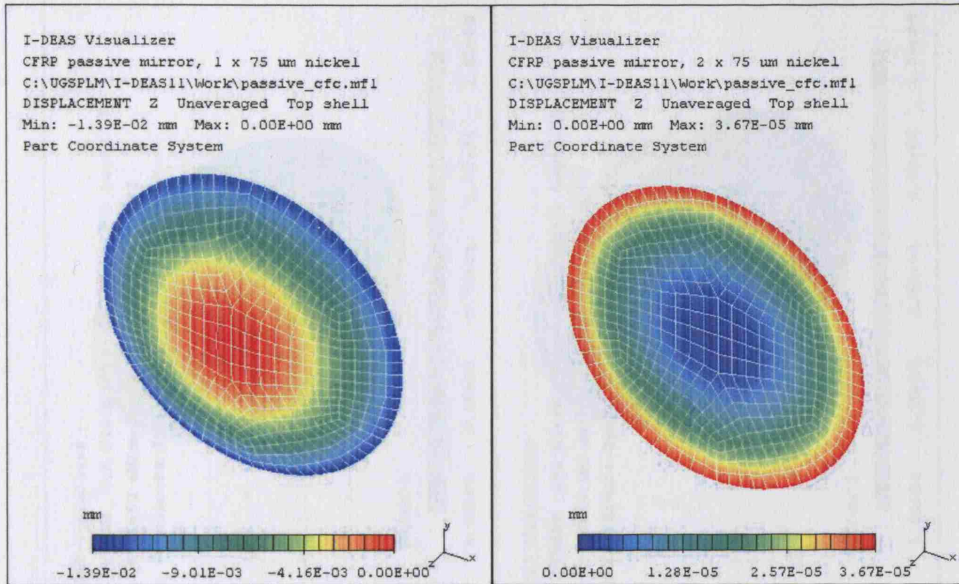 I-DEAS Visualizer
CFRP passive mirror, 1 x 75 um nickel
C:\UGSPLM\I-DEAS11\Work\passive_cfc.mf1
DISPLACEMENT Z Unaveraged Top shell
Min: -1.39E-02 mm Max: 0.00E+00 mm
Part Coordinate System
mm
-1.39E-02 -9.01E-03 -4.16E-03 0.00E+00
y
z x
I-DEAS Visualizer
CFRP passive mirror, 2 x 75 um nickel
C:\UGSPLM\I-DEAS11\Work\passive_cfc.mf1
DISPLACEMENT Z Unaveraged Top shell
Min: 0.00E+00 mm Max: 3.67E-05 mm
Part Coordinate System
mm
0.00E+00 1.28E-05 2.57E-05 3.67E-05
y
z x